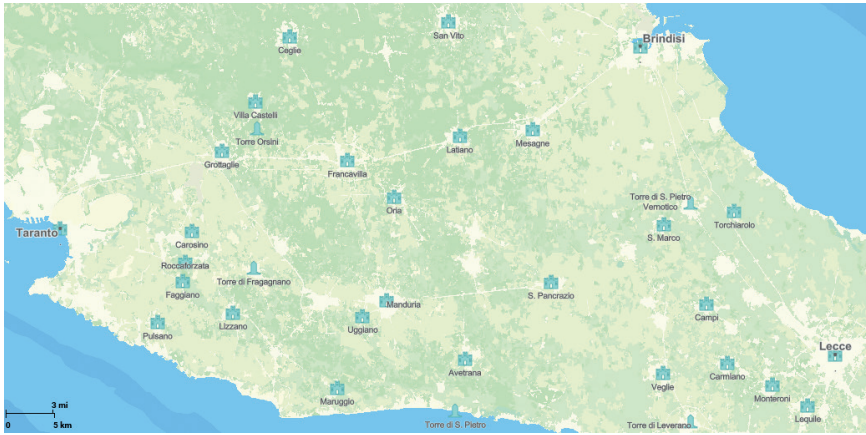 San Vito
Ceglie
Brindisi
Villa Castelli
Torre Orsini
Latiano
Mesagne
Grottaglie
Francavilla
Torre di S. Pietro
Vernotico
Oria
Torchiarolo
Taranto
Carosino
S. Marco
Roccaforzata
Torre di Fragagnano
Faggiano
S. Pancrazio
Manduria
Campi
Lizzano
Uggiano
Pulsano
Lecce
Avetrana
Carmiano
Veglie
Monteroni
Maruggio
3 mi
Lequile
0 5 km
Torre di S. Pietro
Torre di Leverano